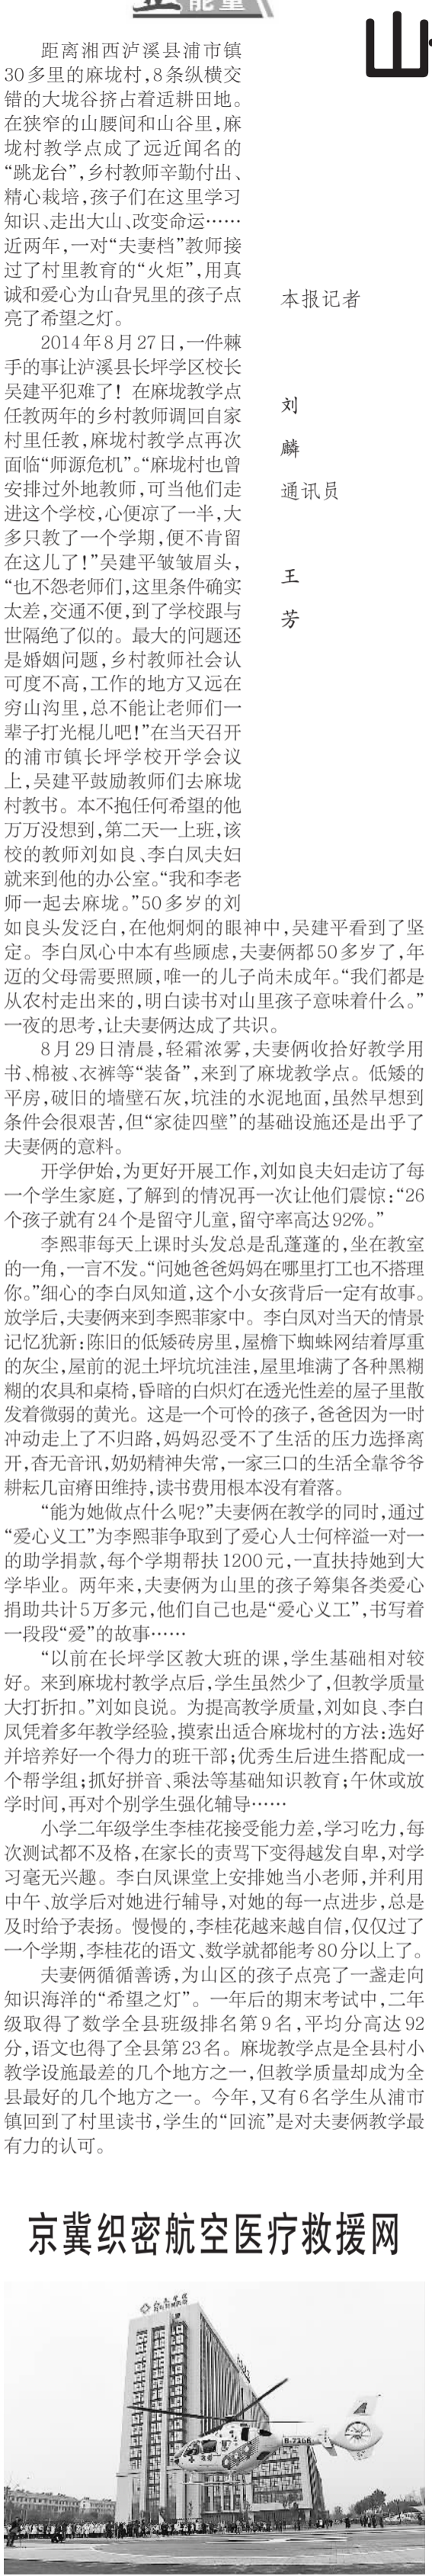 能量
山
距离湘西泸溪县浦市镇
30多里的麻垅村,8条纵横交
错的大垅谷挤占着适耕田地。
在狭窄的山腰间和山谷里,麻
垅村教学点成了远近闻名的
“跳龙台”,乡村教师辛勤付出、
精心栽培,孩子们在这里学习
知识、走出大山、改变命运……
近两年,一对“夫妻档”教师接
过了村里教育的“火炬”,用真
诚和爱心为山旮旯里的孩子点
亮了希望之灯。
2014年8月27日,一件棘
手的事让泸溪县长坪学区校长
吴建平犯难了!在麻垅教学点
任教两年的乡村教师调回自家
村里任教,麻垅村教学点再次
面临“师源危机”。“麻垅村也曾
安排过外地教师,可当他们走
进这个学校,心便凉了一半,大
多只教了一个学期,便不肯留
在这儿了!”吴建平皱皱眉头,
“也不怨老师们,这里条件确实
太差,交通不便,到了学校跟与
世隔绝了似的。最大的问题还
是婚姻问题,乡村教师社会认
可度不高,工作的地方又远在
穷山沟里,总不能让老师们一
辈子打光棍儿吧!”在当天召开
的浦市镇长坪学校开学会议
上,吴建平鼓励教师们去麻垅
村教书。本不抱任何希望的他
万万没想到,第二天一上班,该
校的教师刘如良、李白凤夫妇
就来到他的办公室。“我和李老
师一起去麻垅。”50多岁的刘
如良头发泛白,在他炯炯的眼神中,吴建平看到了坚
定。李白凤心中本有些顾虑,夫妻俩都50多岁了,年
迈的父母需要照顾,唯一的儿子尚未成年。“我们都是
从农村走出来的,明白读书对山里孩子意味着什么。”
一夜的思考,让夫妻俩达成了共识。
8月29日清晨,轻霜浓雾,夫妻俩收拾好教学用
书、棉被、衣裤等“装备”,来到了麻垅教学点。低矮的
平房,破旧的墙壁石灰,坑洼的水泥地面,虽然早想到
条件会很艰苦,但“家徒四壁”的基础设施还是出乎了
夫妻俩的意料。
开学伊始,为更好开展工作,刘如良夫妇走访了每
一个学生家庭,了解到的情况再一次让他们震惊:“26
个孩子就有24个是留守儿童,留守率高达92%。”
李熙菲每天上课时头发总是乱蓬蓬的,坐在教室
的一角,一言不发。“问她爸爸妈妈在哪里打工也不搭理
你。”细心的李白凤知道,这个小女孩背后一定有故事。
放学后,夫妻俩来到李熙菲家中。李白凤对当天的情景
记忆犹新:陈旧的低矮砖房里,屋檐下蜘蛛网结着厚重
的灰尘,屋前的泥土坪坑坑洼洼,屋里堆满了各种黑糊
糊的农具和桌椅,昏暗的白炽灯在透光性差的屋子里散
发着微弱的黄光。这是一个可怜的孩子,爸爸因为一时
冲动走上了不归路,妈妈忍受不了生活的压力选择离
开,杳无音讯,奶奶精神失常,一家三口的生活全靠爷爷
耕耘几亩瘠田维持,读书费用根本没有着落。
“能为她做点什么呢?”夫妻俩在教学的同时,通过
“爱心义工”为李熙菲争取到了爱心人士何梓溢一对一
的助学捐款,每个学期帮扶1200元,一直扶持她到大
学毕业。两年来,夫妻俩为山里的孩子筹集各类爱心
捐助共计5万多元,他们自己也是“爱心义工”,书写着
一段段“爱”的故事……
“以前在长坪学区教大班的课,学生基础相对较
好。来到麻垅村教学点后,学生虽然少了,但教学质量
大打折扣。”刘如良说。为提高教学质量,刘如良、李白
凤凭着多年教学经验,摸索出适合麻垅村的方法:选好
并培养好一个得力的班干部;优秀生后进生搭配成一
个帮学组;抓好拼音、乘法等基础知识教育;午休或放
学时间,再对个别学生强化辅导……
小学二年级学生李桂花接受能力差,学习吃力,每
次测试都不及格,在家长的责骂下变得越发自卑,对学
习毫无兴趣。李白凤课堂上安排她当小老师,并利用
中午、放学后对她进行辅导,对她的每一点进步,总是
及时给予表扬。慢慢的,李桂花越来越自信,仅仅过了
一个学期,李桂花的语文、数学就都能考80分以上了。
夫妻俩循循善诱,为山区的孩子点亮了一盏走向
知识海洋的“希望之灯”。一年后的期末考试中,二年
级取得了数学全县班级排名第9名,平均分高达92
分,语文也得了全县第23名。麻垅教学点是全县村小
教学设施最差的几个地方之一,但教学质量却成为全
县最好的几个地方之一。今年,又有6名学生从浦市
镇回到了村里读书,学生的“回流”是对夫妻俩教学最
有力的认可。
本报记者
刘
麟
通讯员
王
芳
京冀织密航空医疗救援网